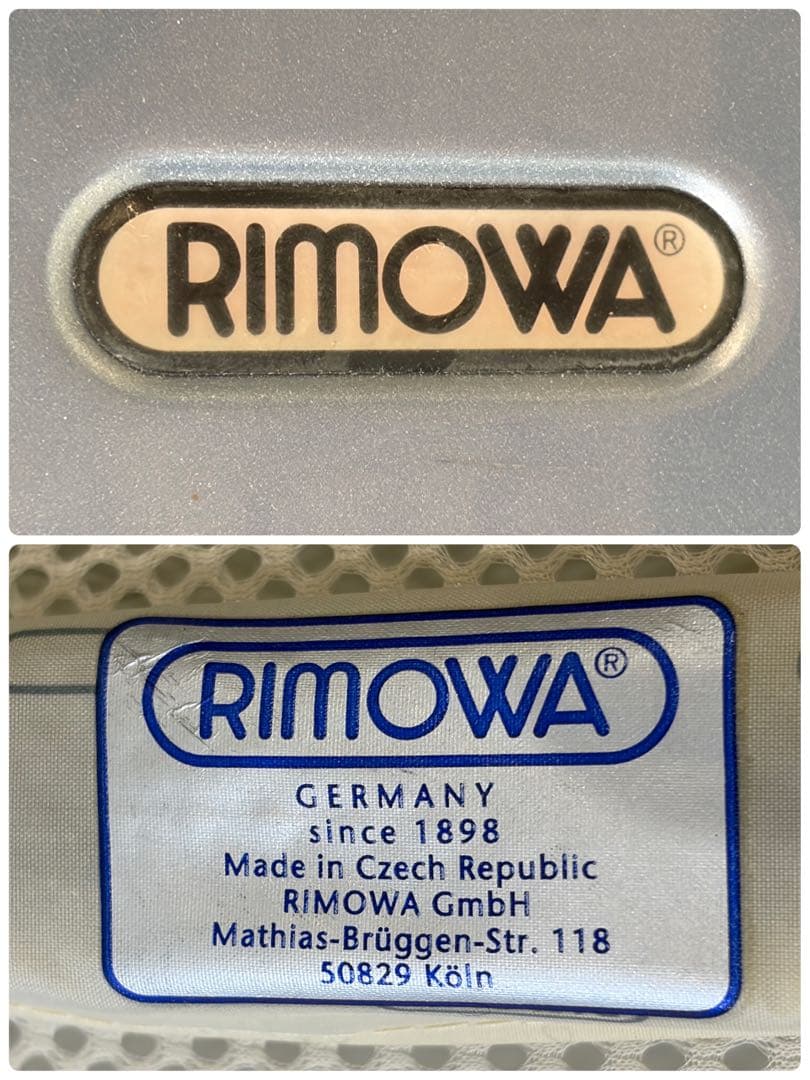 RIMOWA®
RIMOWA®
GERMANY
since 1898
Made in Czech Republic
RIMOWA GmbH
Mathias-Brüggen-Str. 118
50829 Köln